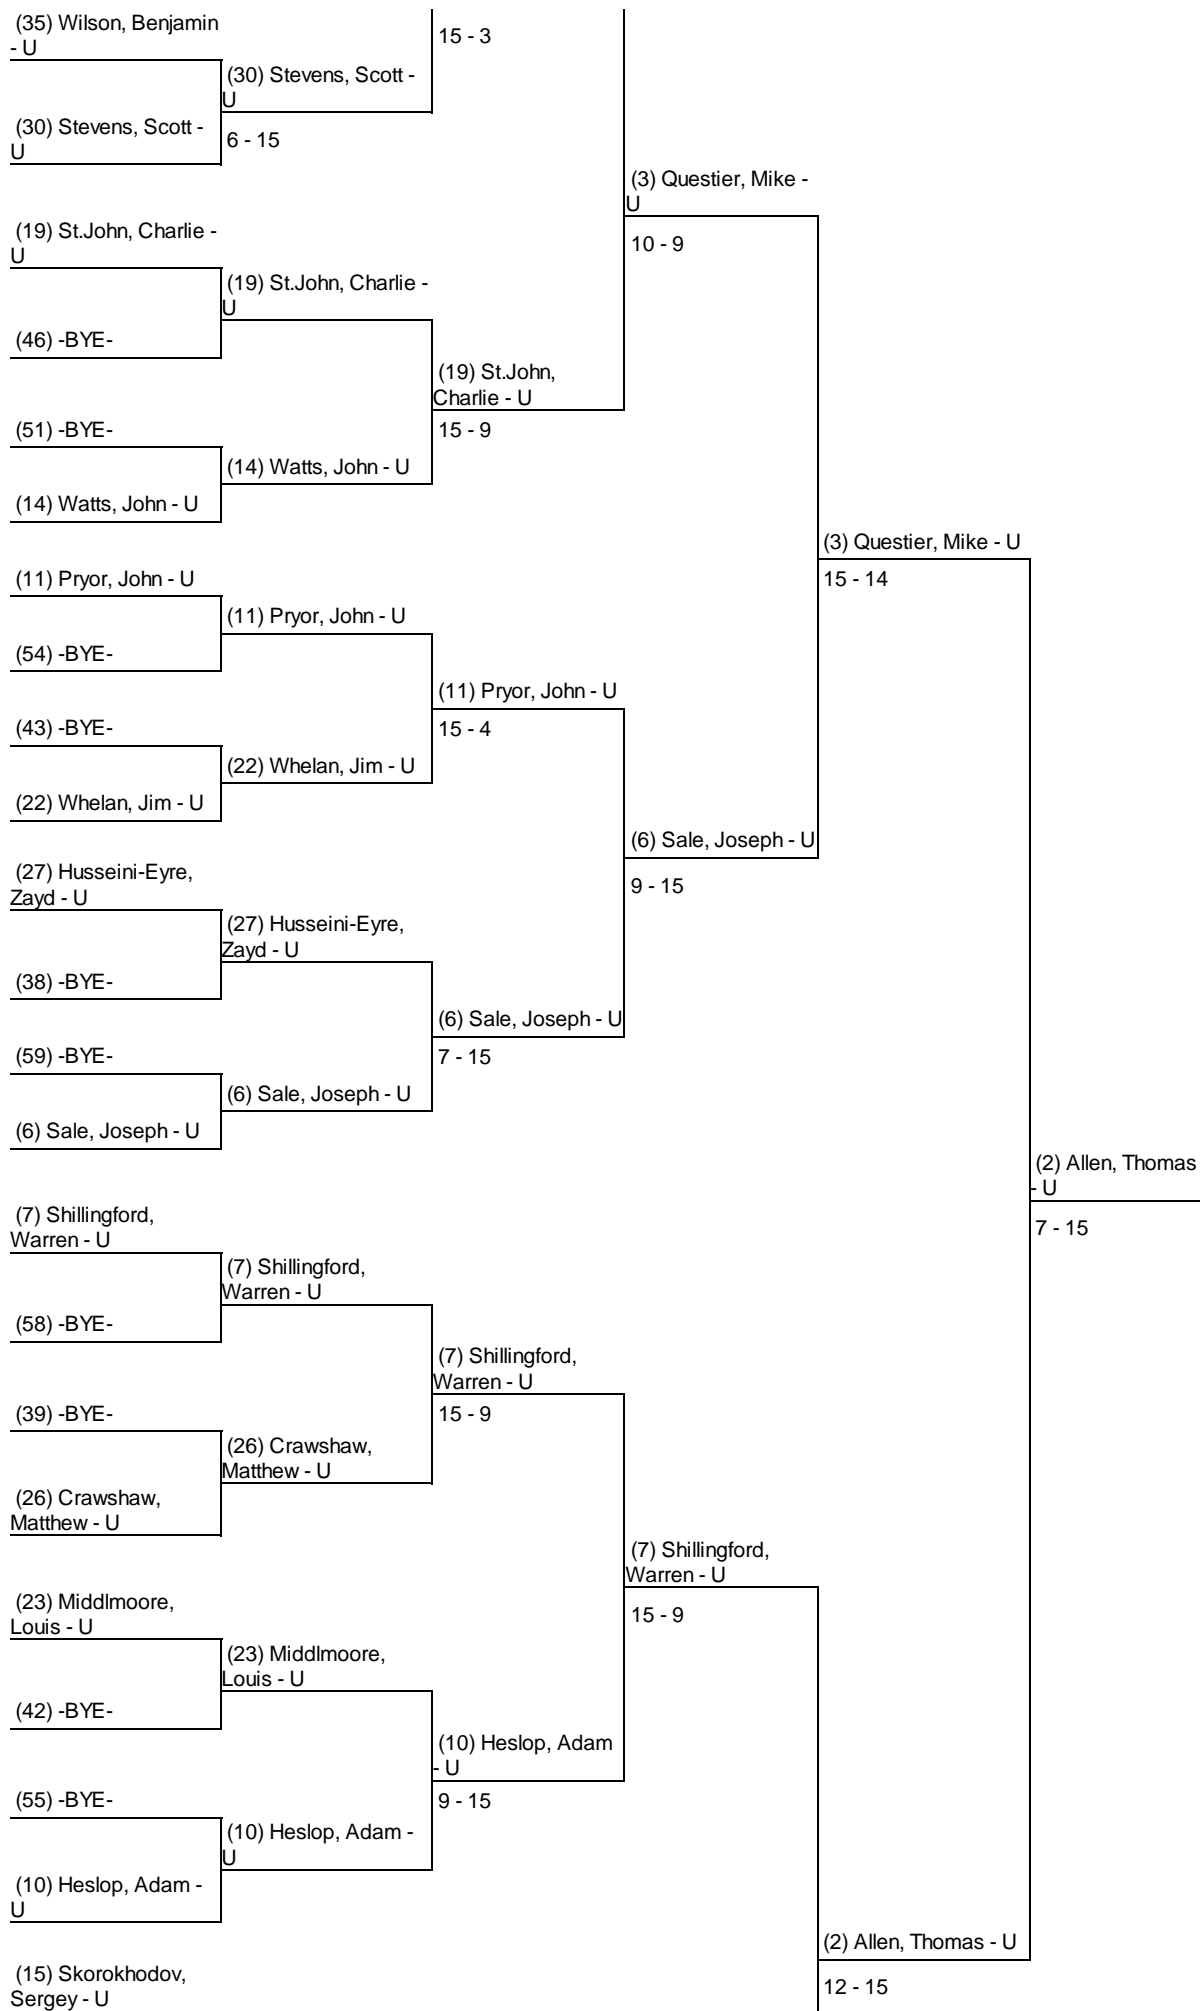 (35) Wilson, Benjamin
- U
(30) Stevens, Scott -
U
6 - 15
(30) Stevens, Scott -
U
15 - 3
(19) St.John, Charlie -
U
(19) St.John, Charlie -
U
(46) -BYE-
(51) -BYE-
(14) Watts, John - U
(14) Watts, John - U
(19) St.John,
Charlie - U
15 - 9
(3) Questier, Mike -
U
10 - 9
(11) Pryor, John - U
(11) Pryor, John - U
(54) -BYE-
(43) -BYE-
(22) Whelan, Jim - U
(22) Whelan, Jim - U
(11) Pryor, John - U
15 - 4
(27) Husseini-Eyre,
Zayd - U
(27) Husseini-Eyre,
Zayd - U
(38) -BYE-
(59) -BYE-
(6) Sale, Joseph - U
(6) Sale, Joseph - U
(6) Sale, Joseph - U
7 - 15
(6) Sale, Joseph - U
9 - 15
(3) Questier, Mike - U
15 - 14
(7) Shillingford,
Warren - U
(7) Shillingford,
Warren - U
(58) -BYE-
(39) -BYE-
(26) Crawshaw,
Matthew - U
(26) Crawshaw,
Matthew - U
(7) Shillingford,
Warren - U
15 - 9
(23) Middlmoore,
Louis - U
(23) Middlmoore,
Louis - U
(42) -BYE-
(55) -BYE-
(10) Heslop, Adam -
U
(10) Heslop, Adam -
U
(10) Heslop, Adam
- U
9 - 15
(7) Shillingford,
Warren - U
15 - 9
(15) Skorokhodov,
Sergey - U
(2) Allen, Thomas - U
12 - 15
(2) Allen, Thomas
- U
7 - 15